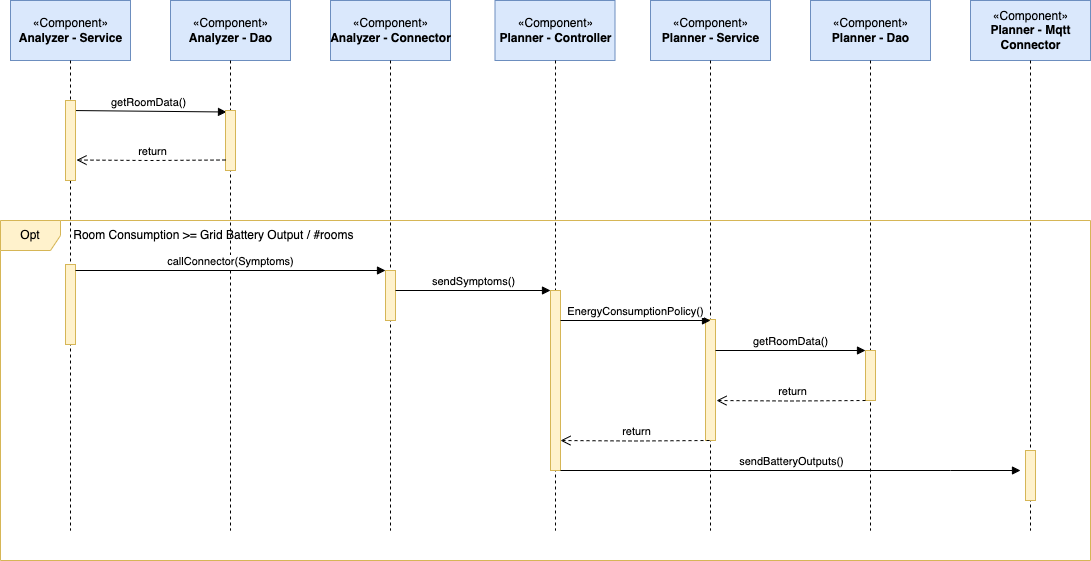 «Component»
Analyzer - Service
«Component»
Analyzer - Dao
«Component»
Analyzer - Connector
«Component»
Planner - Controller
«Component»
Planner - Service
«Component»
Planner - Dao
«Component»
Planner - Mqtt
Connector
getRoomData()
return
Opt
Room Consumption >= Grid Battery Output / #rooms
callConnector(Symptoms)
sendSymptoms()
EnergyConsumptionPolicy()
getRoomData()
return
return
sendBatteryOutputs()